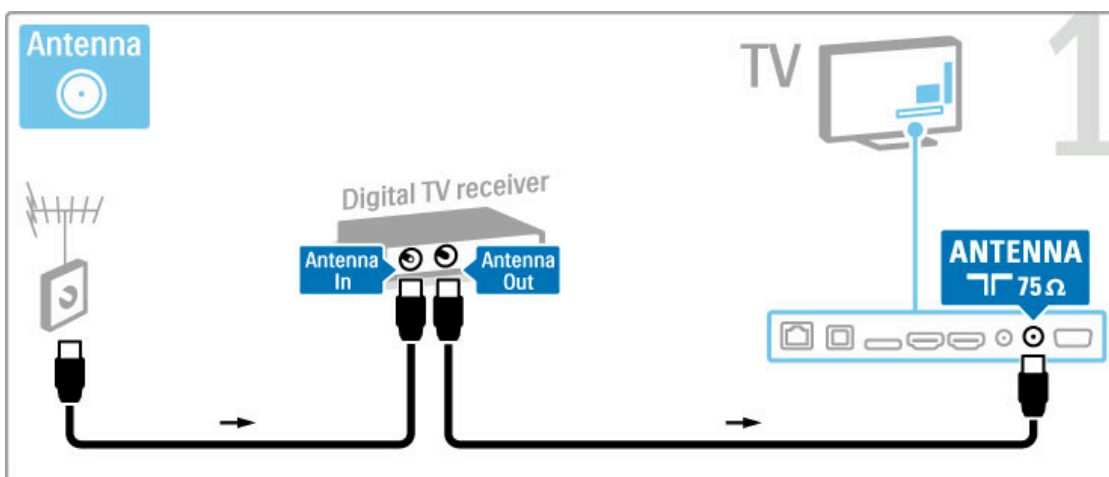 Antenna
TV
1
Digital TV receiver
Antenna
In
Antenna
Out
ANTENNA
75 Ω